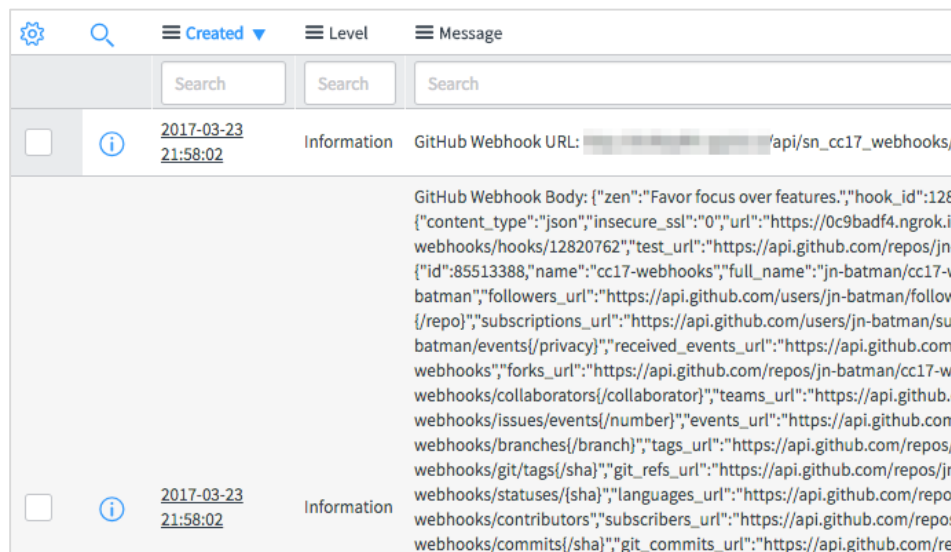 Created ▼ Level Message
Search Search Search
2017-03-23
21:58:02
Information
GitHub Webhook URL: /api/sn_cc17_webhooks/
GitHub Webhook Body: {"zen":"Favor focus over features.","hook_id":128
{"content_type":"json","insecure_ssl":"0","url":"https://0c9badf4.ngrok.i
webhooks/hooks/12820762","test_url":"https://api.github.com/repos/jn-
{"id":85513388,"name":"cc17-webhooks","full_name":"jn-batman/cc17-
batman","followers_url":"https://api.github.com/users/jn-batman/follow
{/repo}","subscriptions_url":"https://api.github.com/users/jn-batman/su
batman/events{/privacy}","received_events_url":"https://api.github.com
webhooks","forks_url":"https://api.github.com/repos/jn-batman/cc17-w
webhooks/collaborators{/collaborator}","teams_url":"https://api.github.
webhooks/issues/events{/number}","events_url":"https://api.github.com
webhooks/branches{/branch}","tags_url":"https://api.github.com/repos/
webhooks/git/tags{/sha}","git_refs_url":"https://api.github.com/repos/jn
webhooks/statuses/{sha}","languages_url":"https://api.github.com/repo
webhooks/contributors","subscribers_url":"https://api.github.com/repos
webhooks/commits{/sha}","git_commits_url":"https://api.github.com/re
2017-03-23
21:58:02
Information